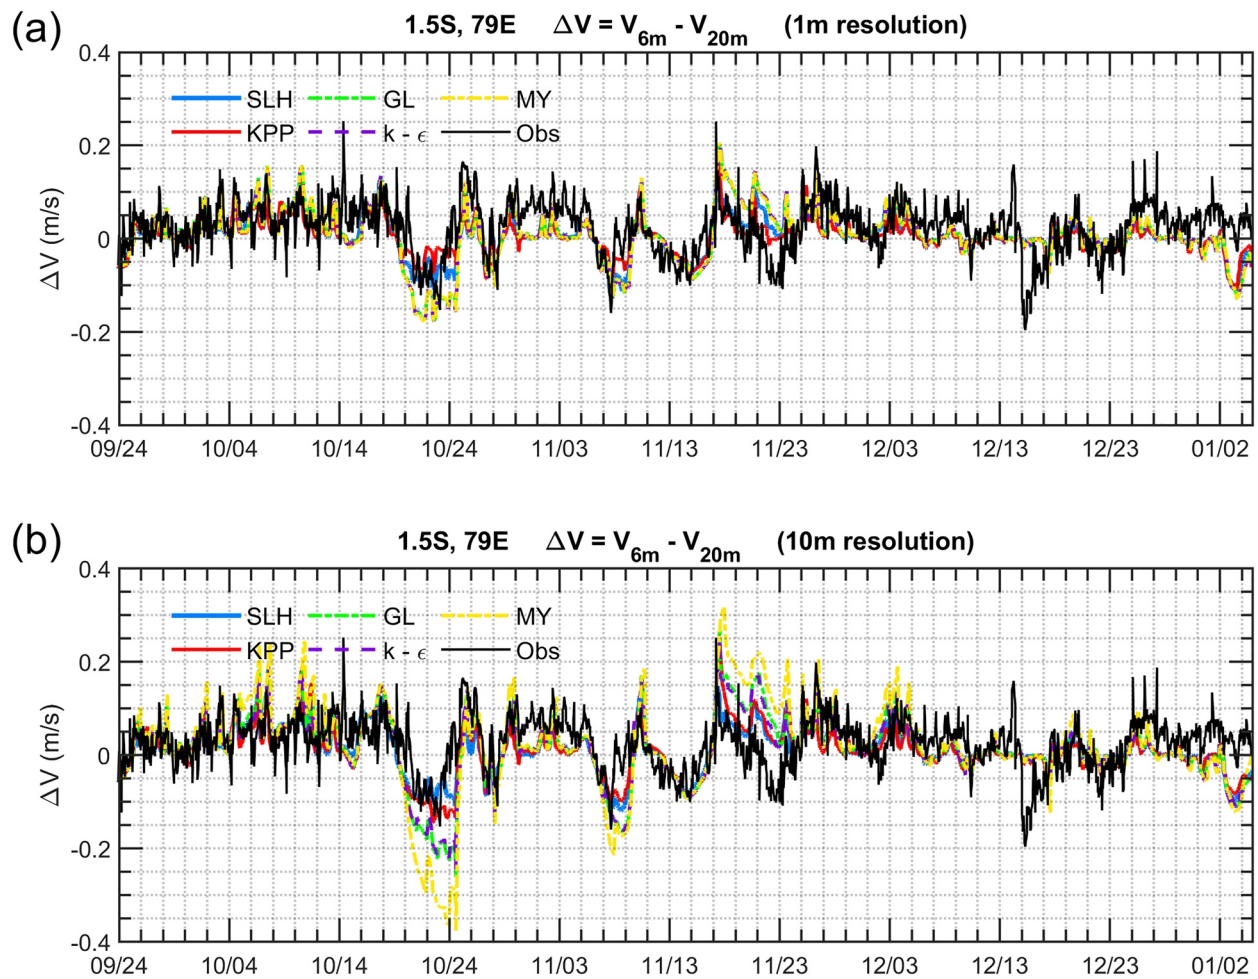 (a)
1.5S, 79E ΔV = V6m - V20m (1m resolution)
0.4
0.2
0
-0.2
-0.4
ΔV (m/s)
SLH GL MY
KPP k - ϵ Obs
09/24 10/04 10/14 10/24 11/03 11/13 11/23 12/03 12/13 12/23 01/02
(b)
1.5S, 79E ΔV = V6m - V20m (10m resolution)
0.4
0.2
0
-0.2
-0.4
ΔV (m/s)
SLH GL MY
KPP k - ϵ Obs
09/24 10/04 10/14 10/24 11/03 11/13 11/23 12/03 12/13 12/23 01/02